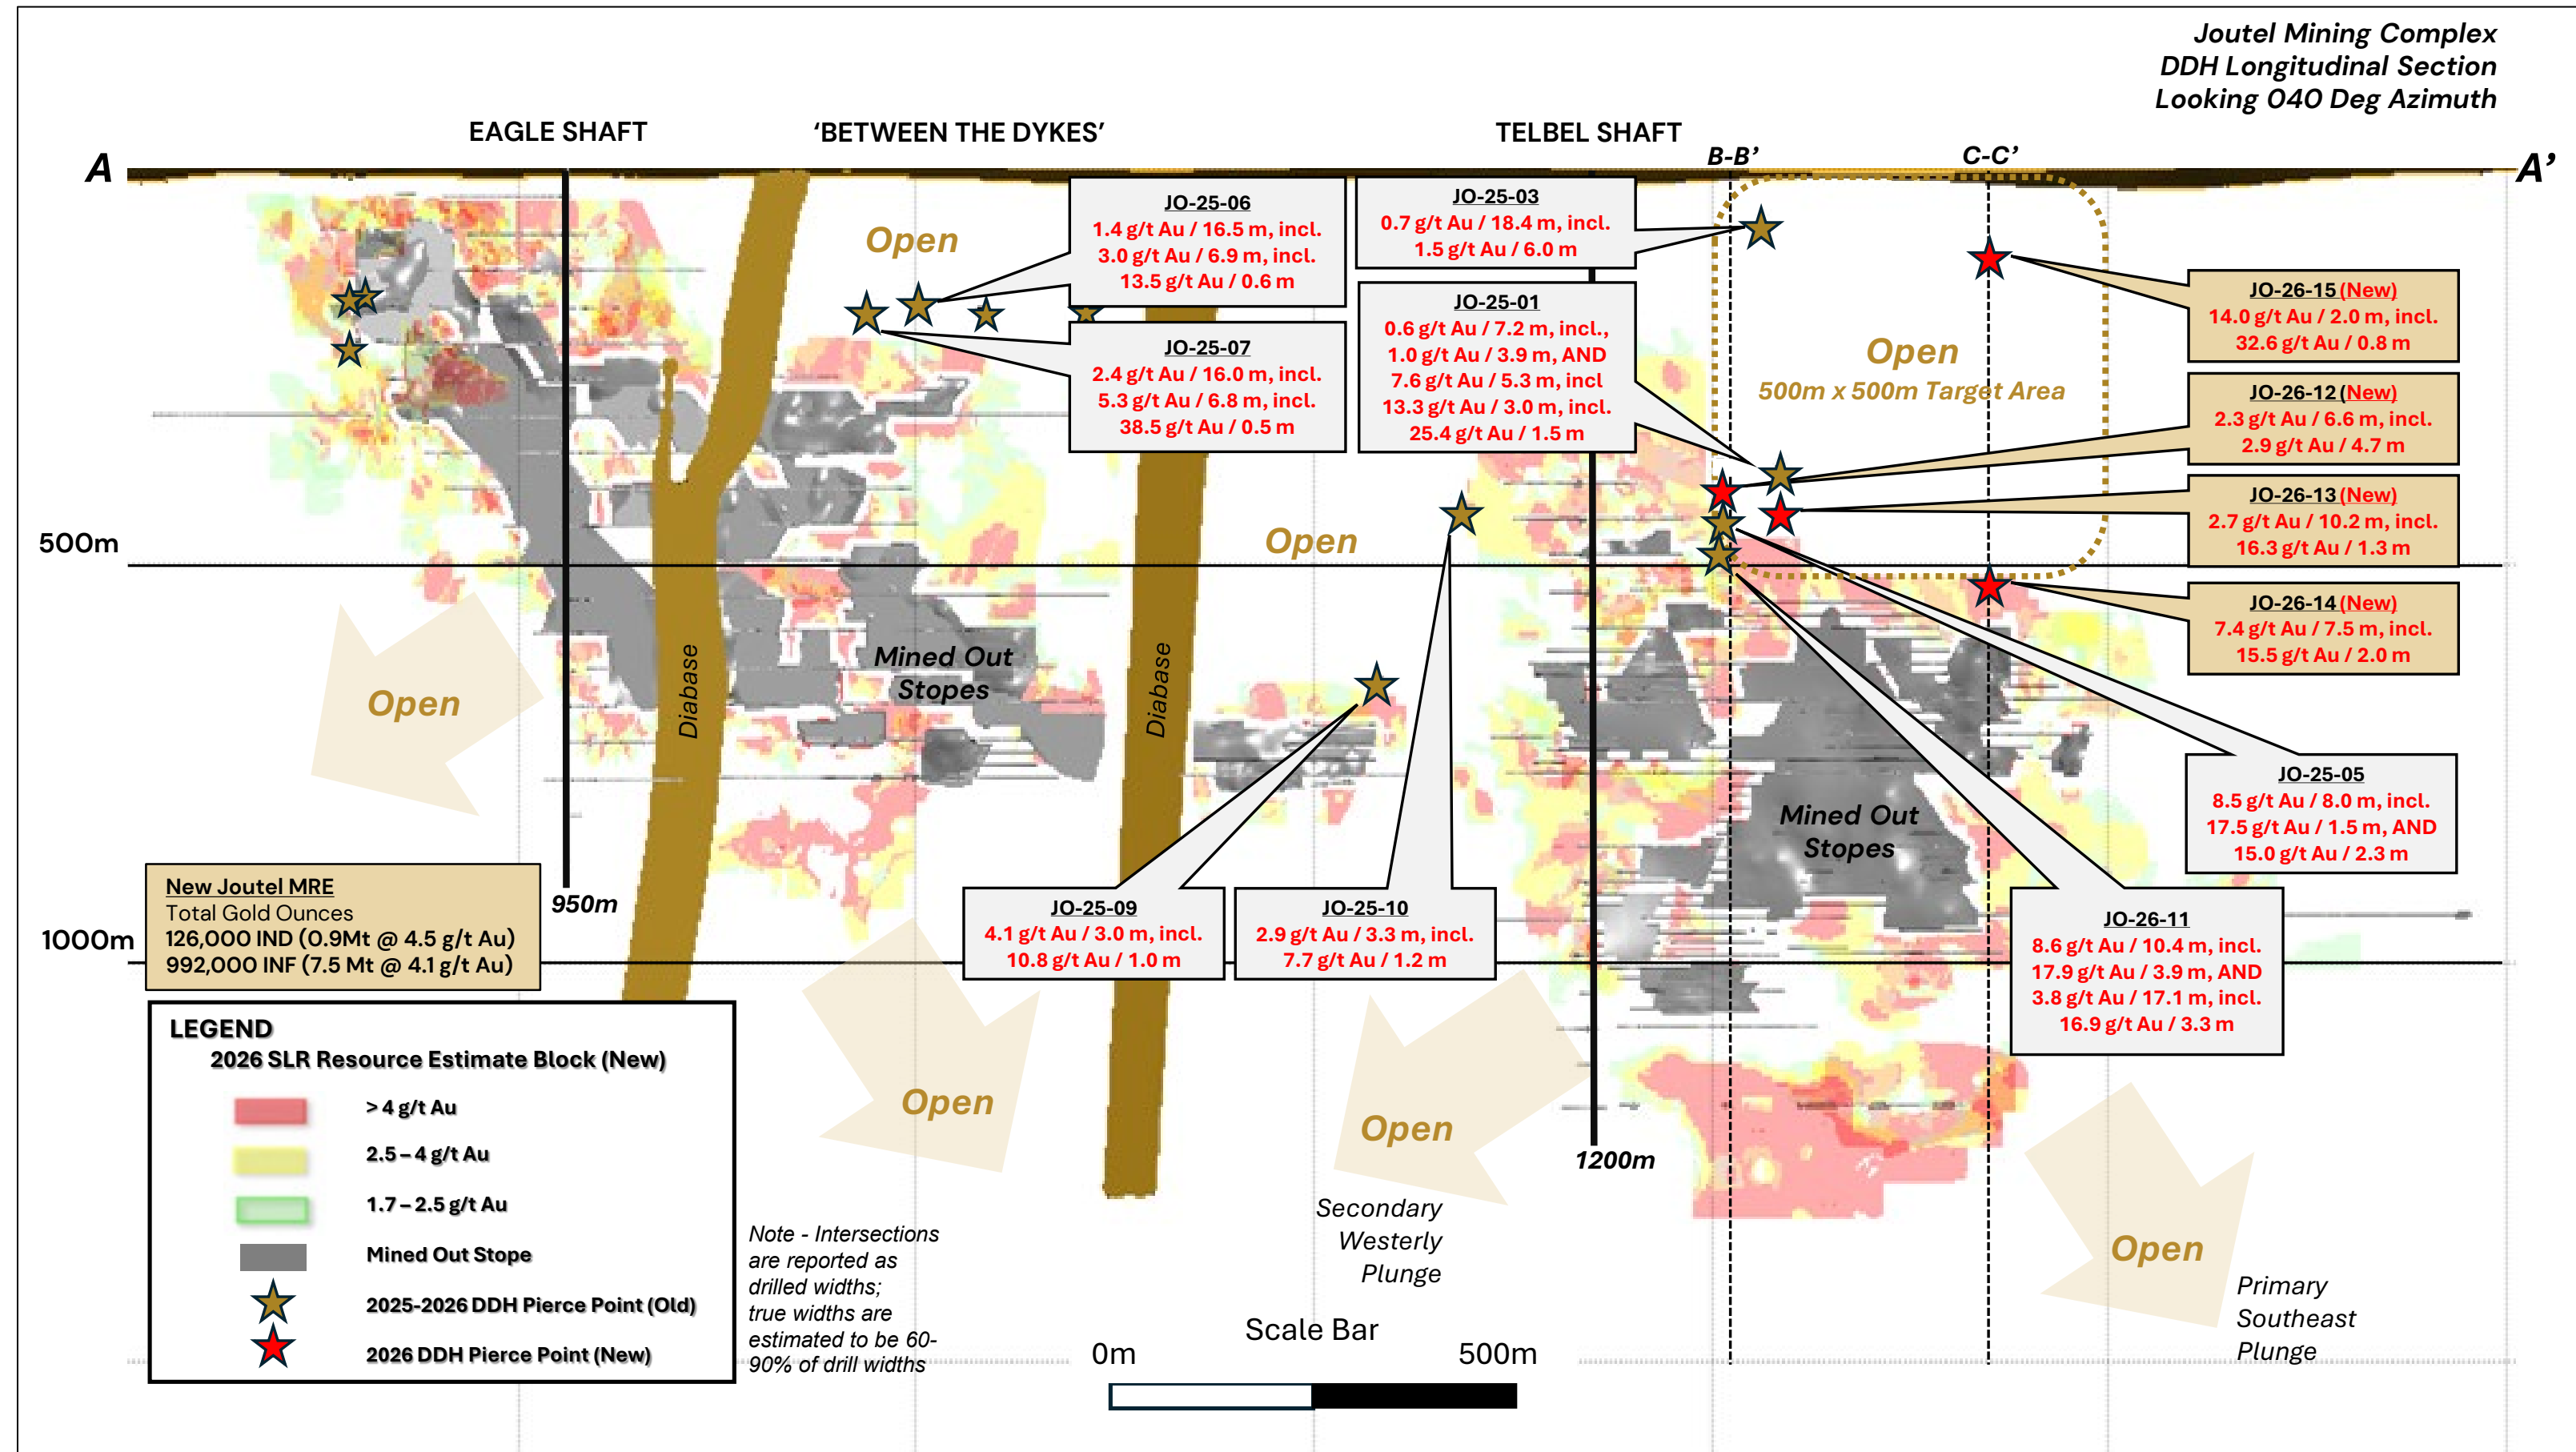 Joutel Mining Complex
DDH Longitudinal Section
Looking 040 Deg Azimuth
EAGLE SHAFT
'BETWEEN THE DYKES'
TELBEL SHAFT
B-B'
C-C'
A
A'
JO-25-06
1.4 g/t Au / 16.5 m, incl.
3.0 g/t Au / 6.9 m, incl.
13.5 g/t Au / 0.6 m
JO-25-03
0.7 g/t Au / 18.4 m, incl.
1.5 g/t Au / 6.0 m
Open
JO-25-07
2.4 g/t Au / 16.0 m, incl.
5.3 g/t Au / 6.8 m, incl.
38.5 g/t Au / 0.5 m
JO-25-01
0.6 g/t Au / 7.2 m, incl.,
1.0 g/t Au / 3.9 m, AND
7.6 g/t Au / 5.3 m, incl
13.3 g/t Au / 3.0 m, incl.
25.4 g/t Au / 1.5 m
Open
500m x 500m Target Area
JO-26-15 (New)
14.0 g/t Au / 2.0 m, incl.
32.6 g/t Au / 0.8 m
JO-26-12 (New)
2.3 g/t Au / 6.6 m, incl.
2.9 g/t Au / 4.7 m
JO-26-13 (New)
2.7 g/t Au / 10.2 m, incl.
16.3 g/t Au / 1.3 m
JO-26-14 (New)
7.4 g/t Au / 7.5 m, incl.
15.5 g/t Au / 2.0 m
500m
Open
Open
Diabase
Mined Out
Stopes
Diabase
Mined Out
Stopes
JO-25-05
8.5 g/t Au / 8.0 m, incl.
17.5 g/t Au / 1.5 m, AND
15.0 g/t Au / 2.3 m
950m
1000m
New Joutel MRE
Total Gold Ounces
126,000 IND (0.9Mt @ 4.5 g/t Au)
992,000 INF (7.5 Mt @ 4.1 g/t Au)
JO-25-09
4.1 g/t Au / 3.0 m, incl.
10.8 g/t Au / 1.0 m
JO-25-10
2.9 g/t Au / 3.3 m, incl.
7.7 g/t Au / 1.2 m
JO-26-11
8.6 g/t Au / 10.4 m, incl.
17.9 g/t Au / 3.9 m, AND
3.8 g/t Au / 17.1 m, incl.
16.9 g/t Au / 3.3 m
LEGEND
2026 SLR Resource Estimate Block (New)
> 4 g/t Au
2.5 – 4 g/t Au
1.7 – 2.5 g/t Au
Mined Out Stope
2025-2026 DDH Pierce Point (Old)
2026 DDH Pierce Point (New)
Open
Open
1200m
Secondary
Westerly
Plunge
Note - Intersections
are reported as
drilled widths;
true widths are
estimated to be 60-
90% of drill widths
Open
Primary
Southeast
Plunge
Scale Bar
0m
500m